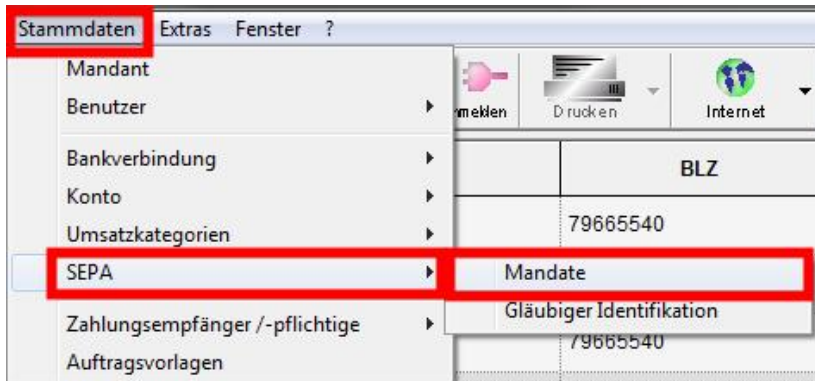 Stammdaten Extras Fenster ?
Mandant
Benutzer
Drucken
Internet
Bankverbindung
BLZ
Konto
79665540
Umsatzkategorien
SEPA
Mandate
Gläubiger Identifikation
Zahlungsempfänger /-pflichtige
79665540
Auftragsvorlagen